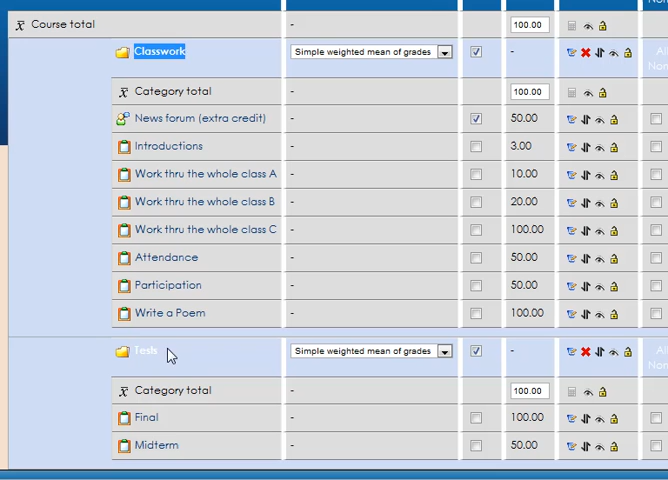 Course total - 100.00
Classwork Simple weighted mean of grades -
Category total - 100.00
News forum (extra credit) - 50.00
Introductions - 3.00
Work thru the whole class A - 10.00
Work thru the whole class B - 20.00
Work thru the whole class C - 100.00
Attendance - 50.00
Participation - 50.00
Write a Poem - 100.00
Tests Simple weighted mean of grades -
Category total - 100.00
Final - 100.00
Midterm - 50.00